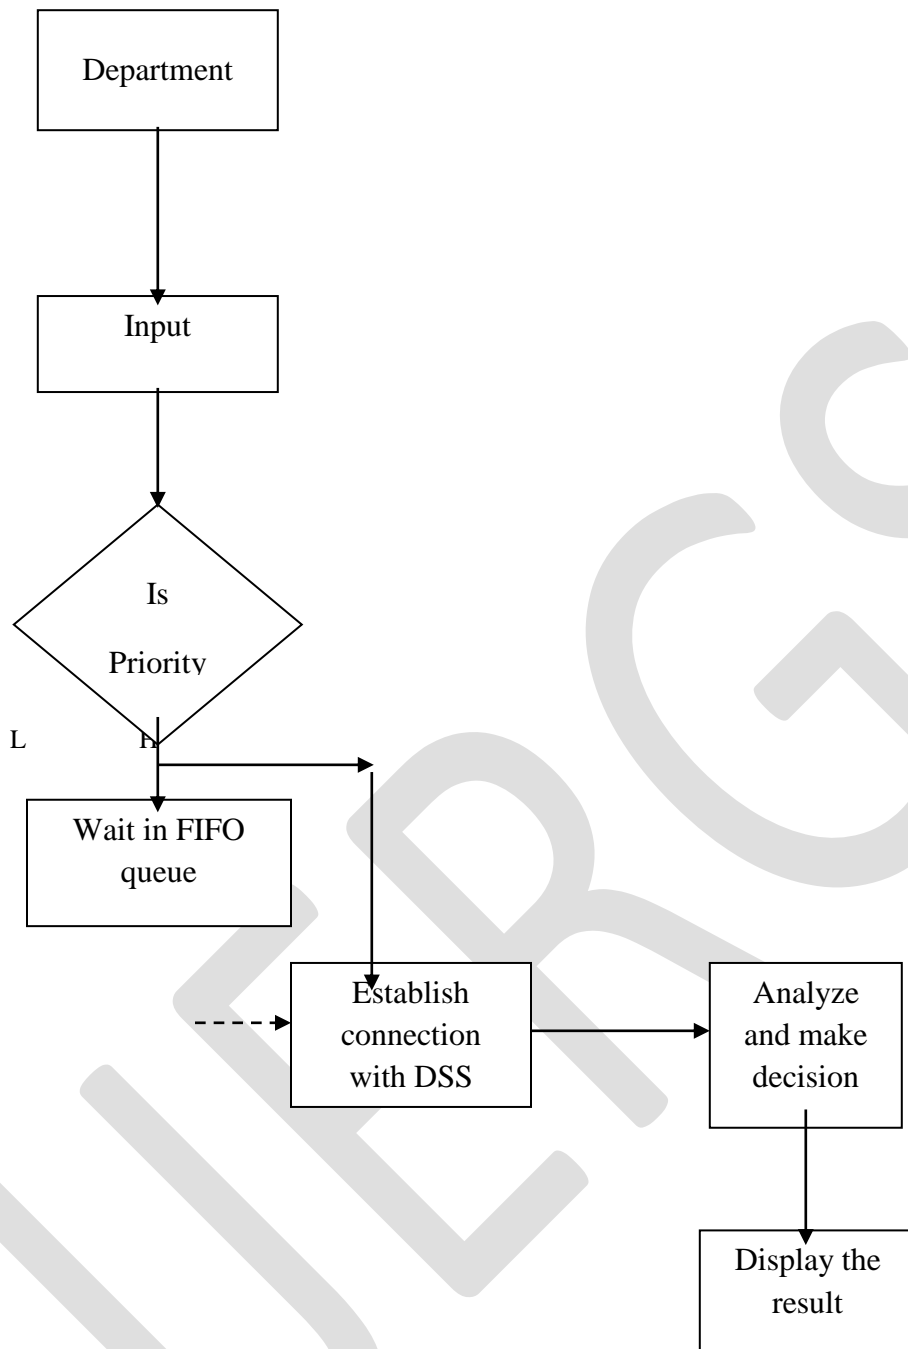 Department
Input
Is
Priority
L
H
Wait in FIFO
queue
Establish
connection
with DSS
Analyze
and make
decision
Display the
result
IJERGS